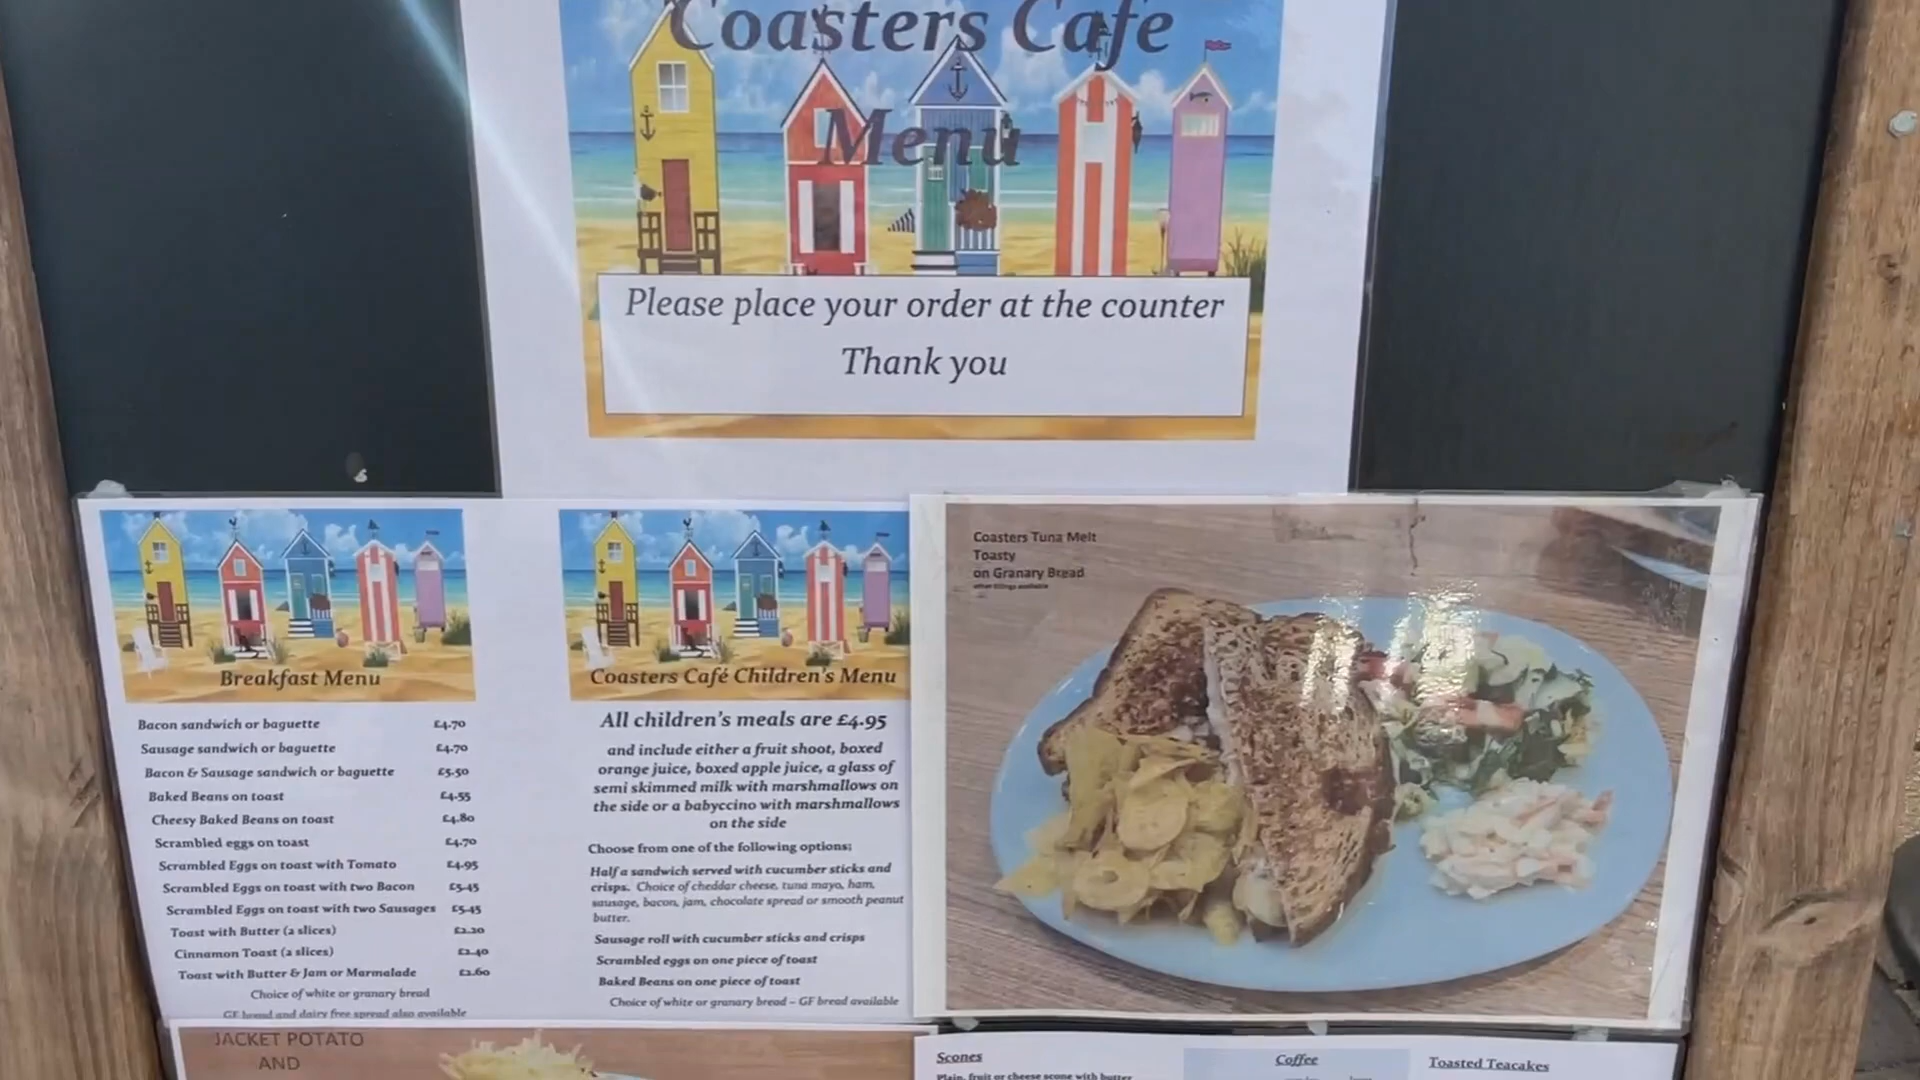 Coasters Cafe
Menu
Please place your order at the counter
Thank you
Breakfast Menu
Bacon sandwich or baguette £4.70
Sausage sandwich or baguette £4.70
Bacon & Sausage sandwich or baguette £5.50
Baked Beans on toast £4.55
Cheesy Baked Beans on toast £4.80
Scrambled eggs on toast £4.70
Scrambled Eggs on toast with Tomato £4.95
Scrambled Eggs on toast with two Bacon £5.45
Scrambled Eggs on toast with two Sausages £5.45
Toast with Butter (2 slices) £2.20
Cinnamon Toast (2 slices) £2.40
Toast with Butter & Jam or Marmalade £2.60
Choice of white or granary bread
GF bread and dairy free spread also available
Coasters Café Children's Menu
All children's meals are £4.95
and include either a fruit shoot, boxed
orange juice, boxed apple juice, a glass of
semi skimmed milk with marshmallows on
the side or a babyccino with marshmallows
on the side
Choose from one of the following options:
Half a sandwich served with cucumber sticks and
crisps. Choice of cheddar cheese, tuna mayo, ham,
sausage, bacon, jam, chocolate spread or smooth peanut
butter.
Sausage roll with cucumber sticks and crisps
Scrambled eggs on one piece of toast
Baked Beans on one piece of toast
Choice of white or granary bread – GF bread available
Coasters Tuna Melt
Toasty
on Granary Bread
other fillings available
JACKET POTATO
AND
Scones
Plain, fruit or cheese scone with butter
Coffee
Toasted Teacakes